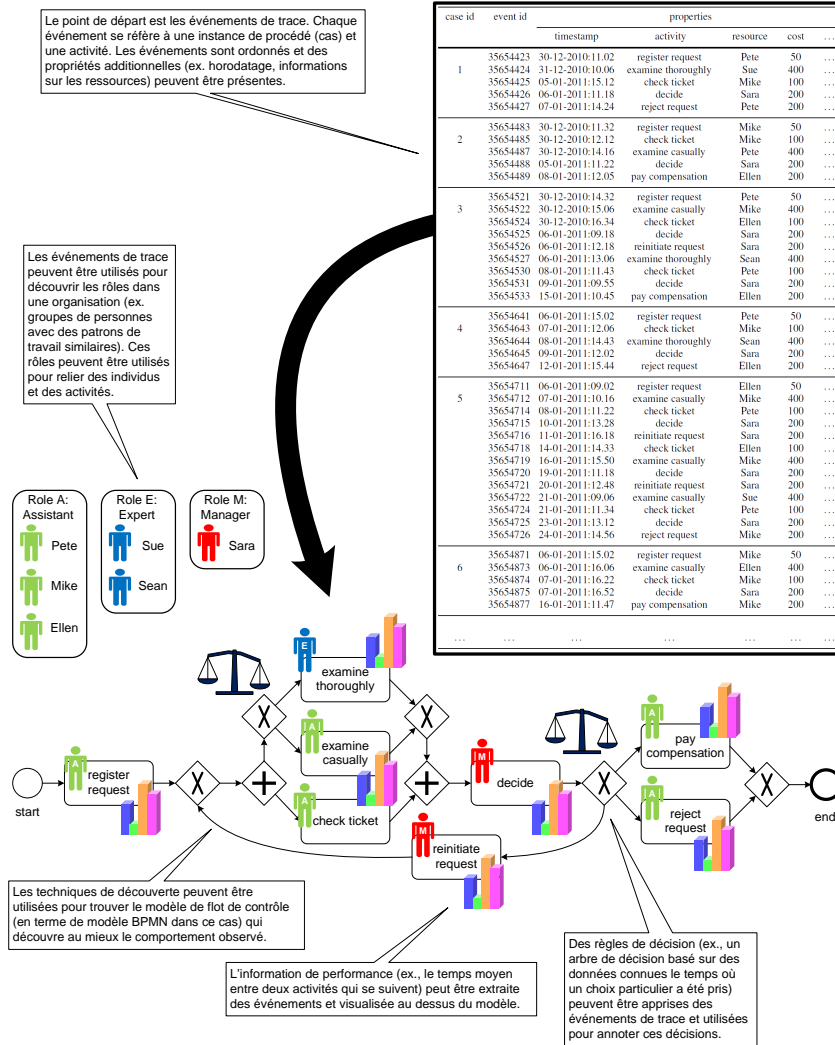 Le point de départ est les événements de trace. Chaque
événement se réfère à une instance de procédé (cas) et
une activité. Les événements sont ordonnés et des
propriétés additionnelles (ex. horodatage, informations
sur les ressources) peuvent être présentes.
case id event id properties
timestamp activity resource cost …
35654423 30-12-2010:11.02 register request Pete 50 …
1 35654424 31-12-2010:10.06 examine thoroughly Sue 400 …
35654425 05-01-2011:15.12 check ticket Mike 100 …
35654426 06-01-2011:11.18 decide Sara 200 …
35654427 07-01-2011:14.24 reject request Pete 200 …
35654483 30-12-2010:11.32 register request Mike 50 …
2 35654485 30-12-2010:12.12 check ticket Mike 100 …
35654487 30-12-2010:14.16 examine casually Pete 400 …
35654488 05-01-2011:11.22 decide Sara 200 …
35654489 08-01-2011:12.05 pay compensation Ellen 200 …
35654521 30-12-2010:14.32 register request Pete 50 …
3 35654522 30-12-2010:15.06 examine casually Mike 400 …
35654524 30-12-2010:16.34 check ticket Ellen 100 …
35654525 06-01-2011:09.18 decide Sara 200 …
35654526 06-01-2011:12.18 reinitiate request Sara 200 …
35654527 06-01-2011:13.06 examine thoroughly Sean 400 …
35654530 08-01-2011:11.43 check ticket Pete 100 …
35654531 09-01-2011:09.55 decide Sara 200 …
35654533 15-01-2011:10.45 pay compensation Ellen 200 …
35654641 06-01-2011:15.02 register request Pete 50 …
4 35654643 07-01-2011:12.06 check ticket Mike 100 …
35654644 08-01-2011:14.43 examine thoroughly Sean 400 …
35654645 09-01-2011:12.02 decide Sara 200 …
35654647 12-01-2011:15.44 reject request Ellen 200 …
35654711 06-01-2011:09.02 register request Ellen 50 …
5 35654712 07-01-2011:10.16 examine casually Mike 400 …
35654714 08-01-2011:11.22 check ticket Pete 100 …
35654715 10-01-2011:13.28 decide Sara 200 …
35654716 11-01-2011:16.18 reinitiate request Sara 200 …
35654718 14-01-2011:14.33 check ticket Ellen 100 …
35654719 16-01-2011:15.50 examine casually Mike 400 …
35654720 19-01-2011:11.18 decide Sara 200 …
35654721 20-01-2011:12.48 reinitiate request Sara 200 …
35654722 21-01-2011:09.06 examine casually Sue 400 …
35654724 21-01-2011:11.34 check ticket Pete 100 …
35654725 23-01-2011:13.12 decide Sara 200 …
35654726 24-01-2011:14.56 reject request Mike 200 …
35654871 06-01-2011:15.02 register request Mike 50 …
6 35654873 06-01-2011:16.06 examine casually Ellen 400 …
35654874 07-01-2011:16.22 check ticket Mike 100 …
35654875 07-01-2011:16.52 decide Sara 200 …
35654877 16-01-2011:11.47 pay compensation Mike 200 …
… … … … … … …
Les événements de trace
peuvent être utilisés pour
découvrir les rôles dans
une organisation (ex.
groupes de personnes
avec des patrons de
travail similaires). Ces
rôles peuvent être utilisés
pour relier des individus
et des activités.
Role A:
Assistant
Pete
Mike
Ellen
Role E:
Expert
Sue
Sean
Role M:
Manager
Sara
start
A
register
request
E
examine
thoroughly
A
examine
casually
A
check ticket
M
decide
M
reinitiate
request
A
pay
compensation
A
reject
request
end
Les techniques de découverte peuvent être
utilisées pour trouver le modèle de flot de contrôle
(en terme de modèle BPMN dans ce cas) qui
découvre au mieux le comportement observé.
L'information de performance (ex., le temps moyen
entre deux activités qui se suivent) peut être extraite
des événements et visualisée au dessus du modèle.
Des règles de décision (ex., un
arbre de décision basé sur des
données connues le temps où
un choix particulier a été pris)
peuvent être apprises des
événements de trace et utilisées
pour annoter ces décisions.